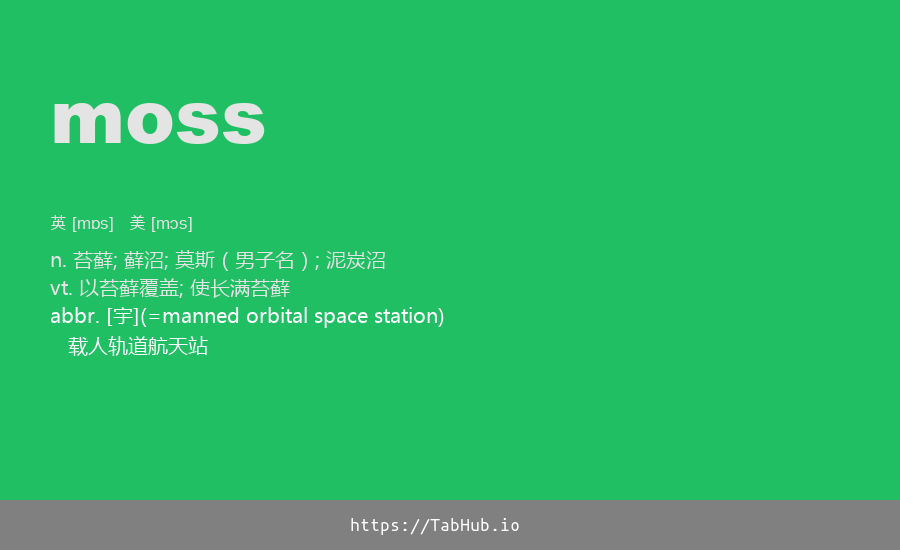 moss
英 [mɒs] 美 [mɔs]
n. 苔藓; 藓沼; 莫斯（男子名）; 泥炭沼
vt. 以苔藓覆盖; 使长满苔藓
abbr. [宇](=manned orbital space station)
载人轨道航天站
https://TabHub.io